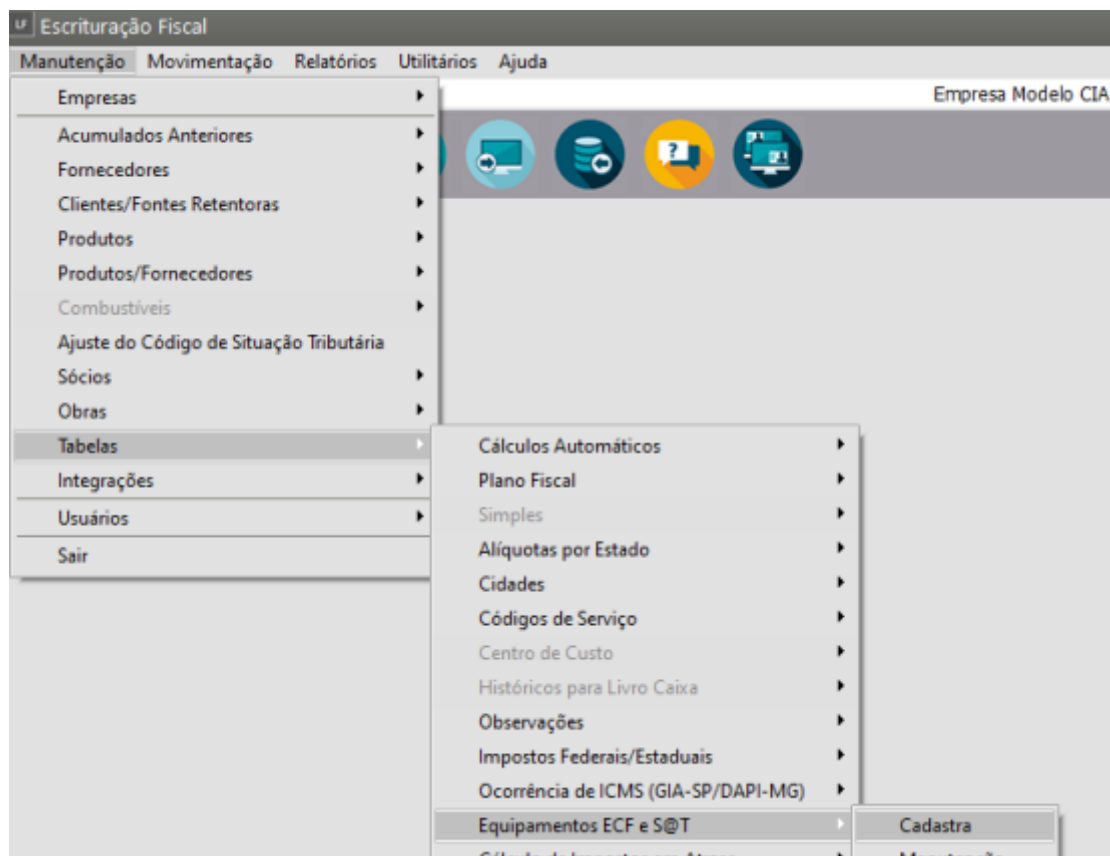 LF Escrituração Fiscal
Manutenção Movimentação Relatórios Utilitários Ajuda
Empresas
Empresa Modelo CIA
Acumulados Anteriores
Fornecedores
Clientes/Fontes Retentoras
Produtos
Produtos/Fornecedores
Combustíveis
Ajuste do Código de Situação Tributária
Sócios
Obras
Tabelas
Integrações
Usuários
Sair
Cálculos Automáticos
Plano Fiscal
Simples
Alíquotas por Estado
Cidades
Códigos de Serviço
Centro de Custo
Históricos para Livro Caixa
Observações
Impostos Federais/Estaduais
Ocorrência de ICMS (GIA-SP/DAPI-MG)
Equipamentos ECF e S@T
Cadastra